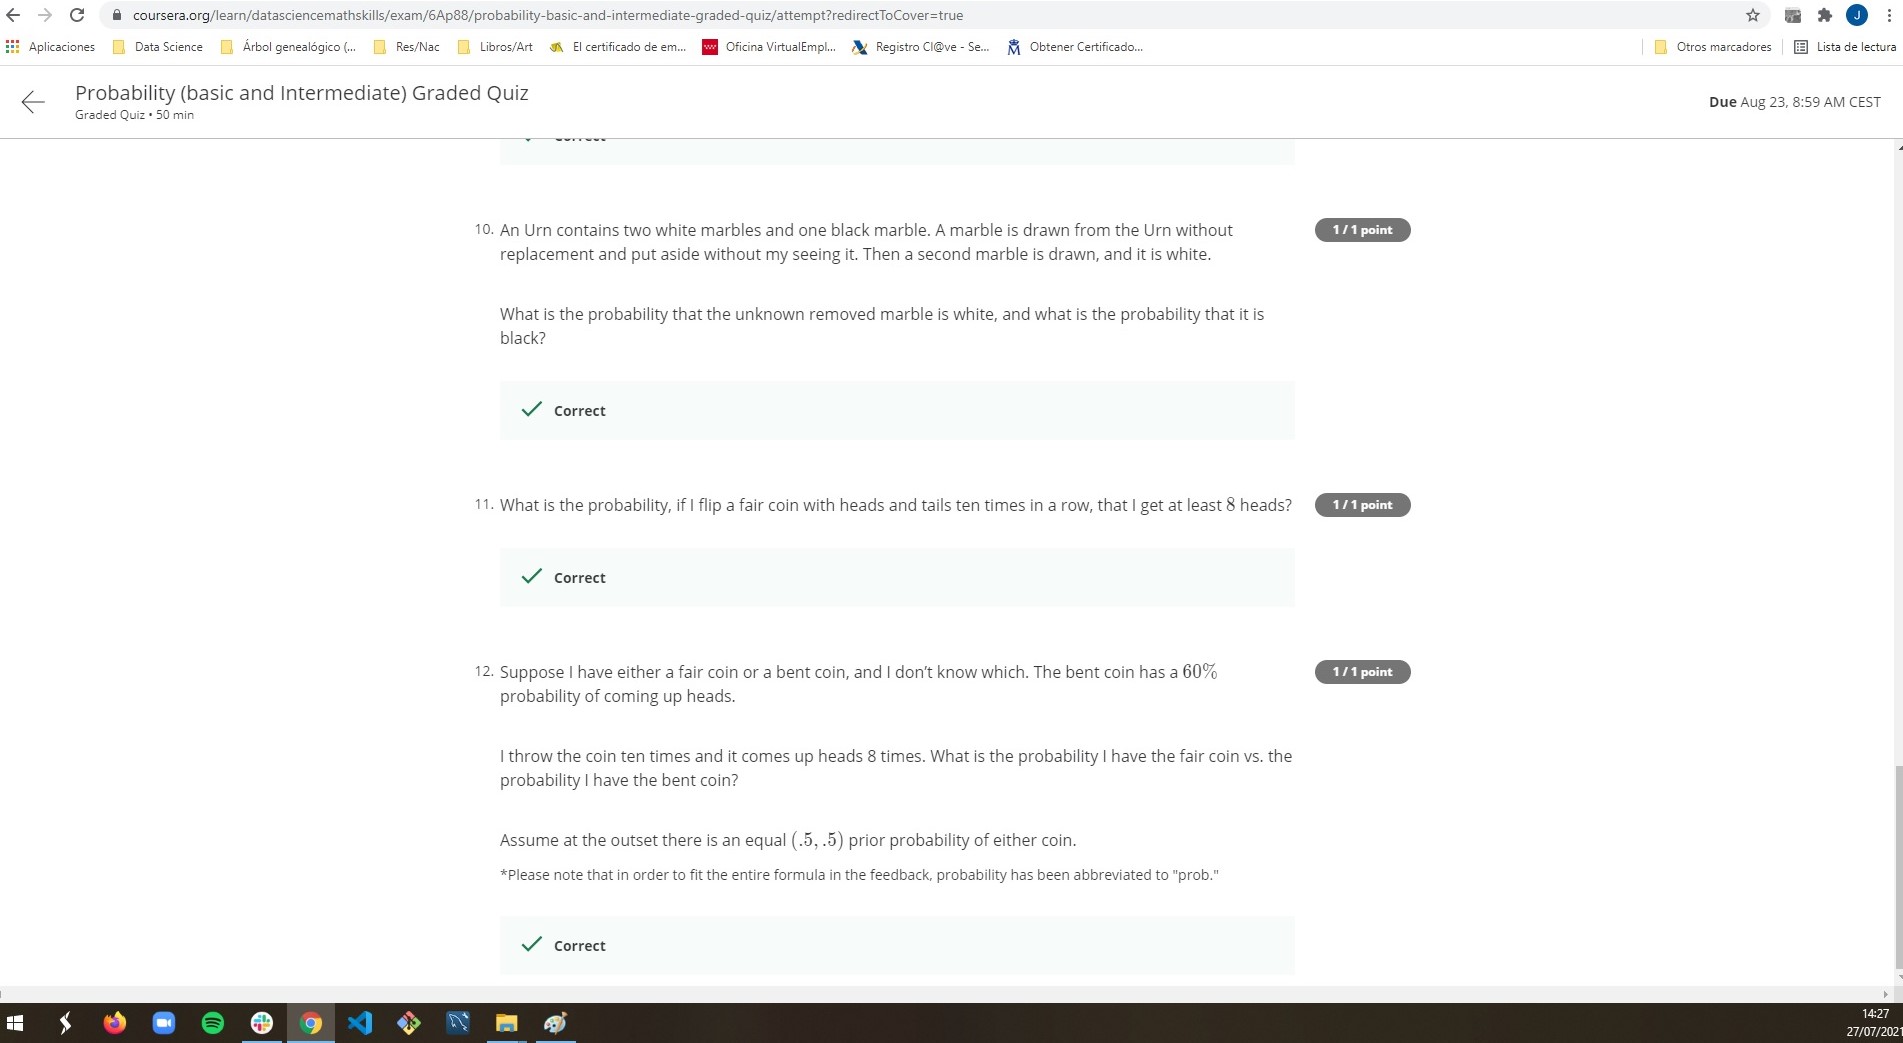 coursera.org/learn/datasciencemathskills/exam/6Ap88/probability-basic-and-intermediate-graded-quiz/attempt?redirectToCover=true
J
Aplicaciones Data Science Árbol genealógico (... Res/Nac Libros/Art El certificado de em... Oficina VirtualEmpl... Registro Cl@ve - Se... Obtener Certificado... Otros marcadores Lista de lectura
Probability (basic and Intermediate) Graded Quiz
Graded Quiz • 50 min
Due Aug 23, 8:59 AM CEST
Correct
10. An Urn contains two white marbles and one black marble. A marble is drawn from the Urn without
replacement and put aside without my seeing it. Then a second marble is drawn, and it is white.
1 / 1 point
What is the probability that the unknown removed marble is white, and what is the probability that it is
black?
Correct
11. What is the probability, if I flip a fair coin with heads and tails ten times in a row, that I get at least 8 heads?
1 / 1 point
Correct
12. Suppose I have either a fair coin or a bent coin, and I don’t know which. The bent coin has a 60%
probability of coming up heads.
1 / 1 point
I throw the coin ten times and it comes up heads 8 times. What is the probability I have the fair coin vs. the
probability I have the bent coin?
Assume at the outset there is an equal (.5, .5) prior probability of either coin.
*Please note that in order to fit the entire formula in the feedback, probability has been abbreviated to "prob."
Correct
14:27
27/07/2021